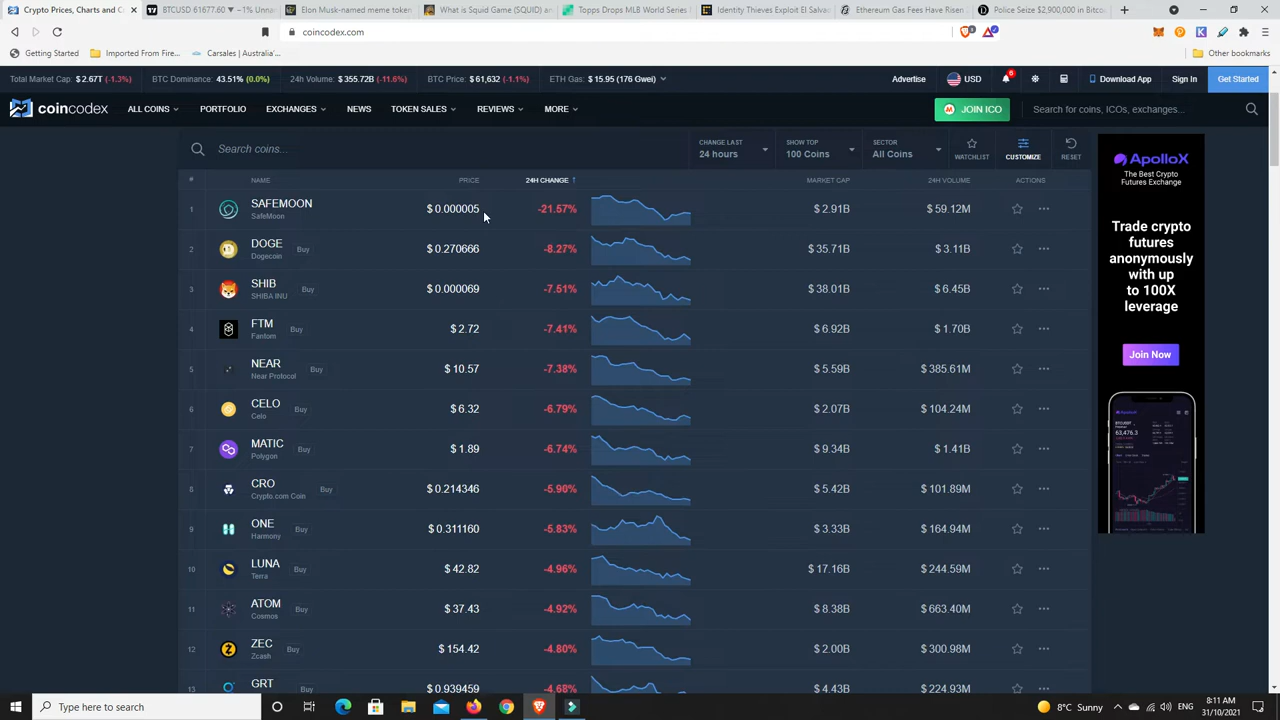 Crypto Prices, Charts and Cr
BTCUSD 61677.60 ▼ −1% Unna
Elon Musk-named meme token
What is Squid Game (SQUID) an
Topps Drops MLB World Series
Identity Thieves Exploit El Salva
Ethereum Gas Fees Have Risen
Police Seize $2,900,000 in Bitco
coincodex.com
Getting Started
Imported From Fire...
Carsales | Australia'...
Other bookmarks
Total Market Cap: $ 2.67T (-1.3%)
BTC Dominance: 43.51% (0.0%)
24h Volume: $ 355.72B (-11.6%)
BTC Price: $ 61,632 (-1.1%)
ETH Gas: $ 15.95 (176 Gwei)
Advertise
USD
5
Download App
Sign In
Get Started
coincodex
ALL COINS
PORTFOLIO
EXCHANGES
NEWS
TOKEN SALES
REVIEWS
MORE
JOIN ICO
Search for coins, ICOs, exchanges...
Search coins...
CHANGE LAST
24 hours
SHOW TOP
100 Coins
SECTOR
All Coins
WATCHLIST
CUSTOMIZE
RESET
# NAME PRICE 24H CHANGE ↑ MARKET CAP 24H VOLUME ACTIONS
1 SAFEMOON $ 0.000005 -21.57% $ 2.91B $ 59.12M
SafeMoon
2 DOGE Buy $ 0.270666 -8.27% $ 35.71B $ 3.11B
Dogecoin
3 SHIB Buy $ 0.000069 -7.51% $ 38.01B $ 6.45B
SHIBA INU
4 FTM Buy $ 2.72 -7.41% $ 6.92B $ 1.70B
Fantom
5 NEAR Buy $ 10.57 -7.38% $ 5.59B $ 385.61M
Near Protocol
6 CELO Buy $ 6.32 -6.79% $ 2.07B $ 104.24M
Celo
7 MATIC Buy $ 1.89 -6.74% $ 9.34B $ 1.41B
Polygon
8 CRO Buy $ 0.214346 -5.90% $ 5.42B $ 101.89M
Crypto.com Coin
9 ONE Buy $ 0.311160 -5.83% $ 3.33B $ 164.94M
Harmony
10 LUNA Buy $ 42.82 -4.96% $ 17.16B $ 244.59M
Terra
11 ATOM Buy $ 37.43 -4.92% $ 8.38B $ 663.40M
Cosmos
12 ZEC Buy $ 154.42 -4.80% $ 2.00B $ 300.98M
Zcash
13 GRT Buy $ 0.939459 -4.68% $ 4.43B $ 224.93M
ApolloX
The Best Crypto
Futures Exchange
Trade crypto
futures
anonymously
with up
to 100X
leverage
Join Now
63,476.3
Type here to search
8°C Sunny
ENG
8:11 AM
31/10/2021